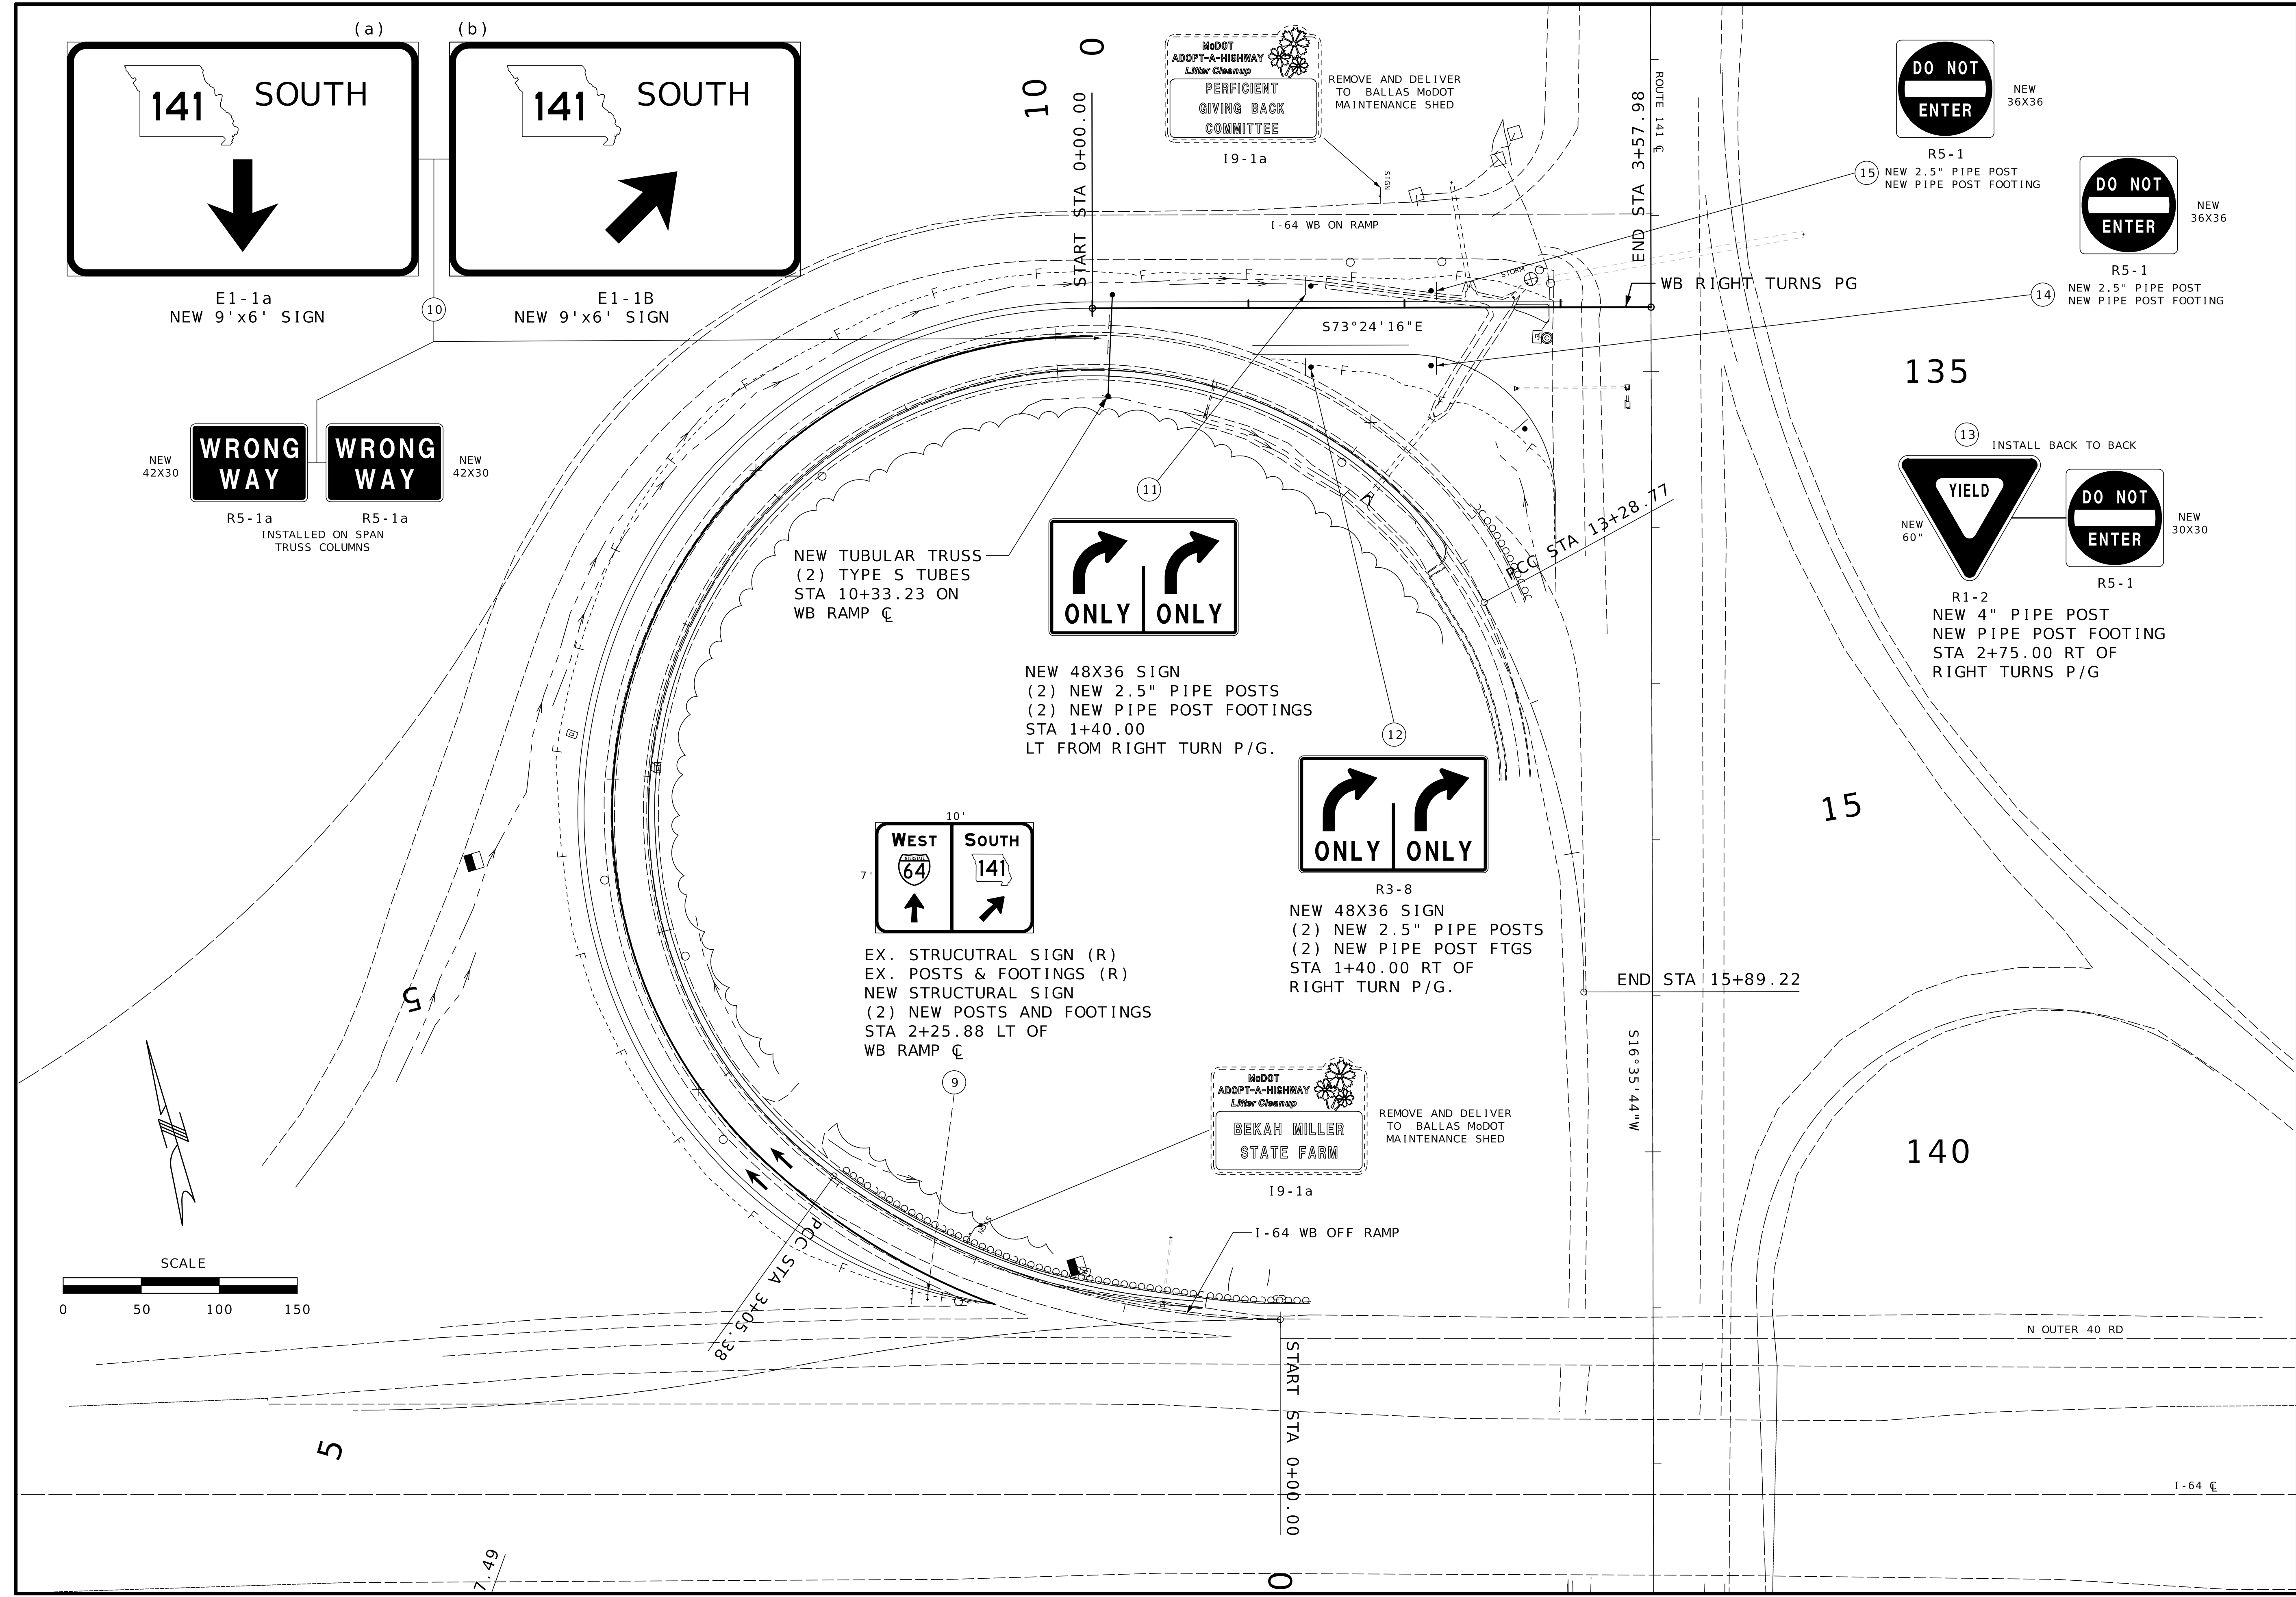 (a)
141 SOUTH
E1-1a
NEW 9'x6' SIGN
(b)
141 SOUTH
E1-1B
NEW 9'x6' SIGN
10
WRONG
WAY
NEW
42X30
R5-1a
WRONG
WAY
NEW
42X30
R5-1a
INSTALLED ON SPAN
TRUSS COLUMNS
10
0
START STA 0+00.00
MoDOT
ADOPT-A-HIGHWAY
Litter Cleanup
PERFICIENT
GIVING BACK
COMMITTEE
I9-1a
REMOVE AND DELIVER
TO BALLAS MoDOT
MAINTENANCE SHED
SIGN
I-64 WB ON RAMP
END STA 3+57.98
ROUTE 141 ℄
STORM
WB RIGHT TURNS PG
S73°24'16"E
DO NOT
ENTER
NEW
36X36
R5-1
15
NEW 2.5" PIPE POST
NEW PIPE POST FOOTING
DO NOT
ENTER
NEW
36X36
R5-1
14
NEW 2.5" PIPE POST
NEW PIPE POST FOOTING
135
13
INSTALL BACK TO BACK
YIELD
NEW
60"
R1-2
DO NOT
ENTER
NEW
30X30
R5-1
NEW 4" PIPE POST
NEW PIPE POST FOOTING
STA 2+75.00 RT OF
RIGHT TURNS P/G
PCC STA 13+28.77
NEW TUBULAR TRUSS
(2) TYPE S TUBES
STA 10+33.23 ON
WB RAMP ℄
11
ONLY ONLY
NEW 48X36 SIGN
(2) NEW 2.5" PIPE POSTS
(2) NEW PIPE POST FOOTINGS
STA 1+40.00
LT FROM RIGHT TURN P/G.
12
ONLY ONLY
R3-8
NEW 48X36 SIGN
(2) NEW 2.5" PIPE POSTS
(2) NEW PIPE POST FTGS
STA 1+40.00 RT OF
RIGHT TURN P/G.
15
10'
7'
WEST SOUTH
INTERSTATE
64 141
EX. STRUCUTRAL SIGN (R)
EX. POSTS & FOOTINGS (R)
NEW STRUCTURAL SIGN
(2) NEW POSTS AND FOOTINGS
STA 2+25.88 LT OF
WB RAMP ℄
9
END STA 15+89.22
S16°35'44"W
5
MoDOT
ADOPT-A-HIGHWAY
Litter Cleanup
BEKAH MILLER
STATE FARM
I9-1a
REMOVE AND DELIVER
TO BALLAS MoDOT
MAINTENANCE SHED
140
SIGN
I-64 WB OFF RAMP
PCC STA 3+05.38
SCALE
0 50 100 150
N OUTER 40 RD
START STA 0+00.00
5
I-64 ℄
7.49
0